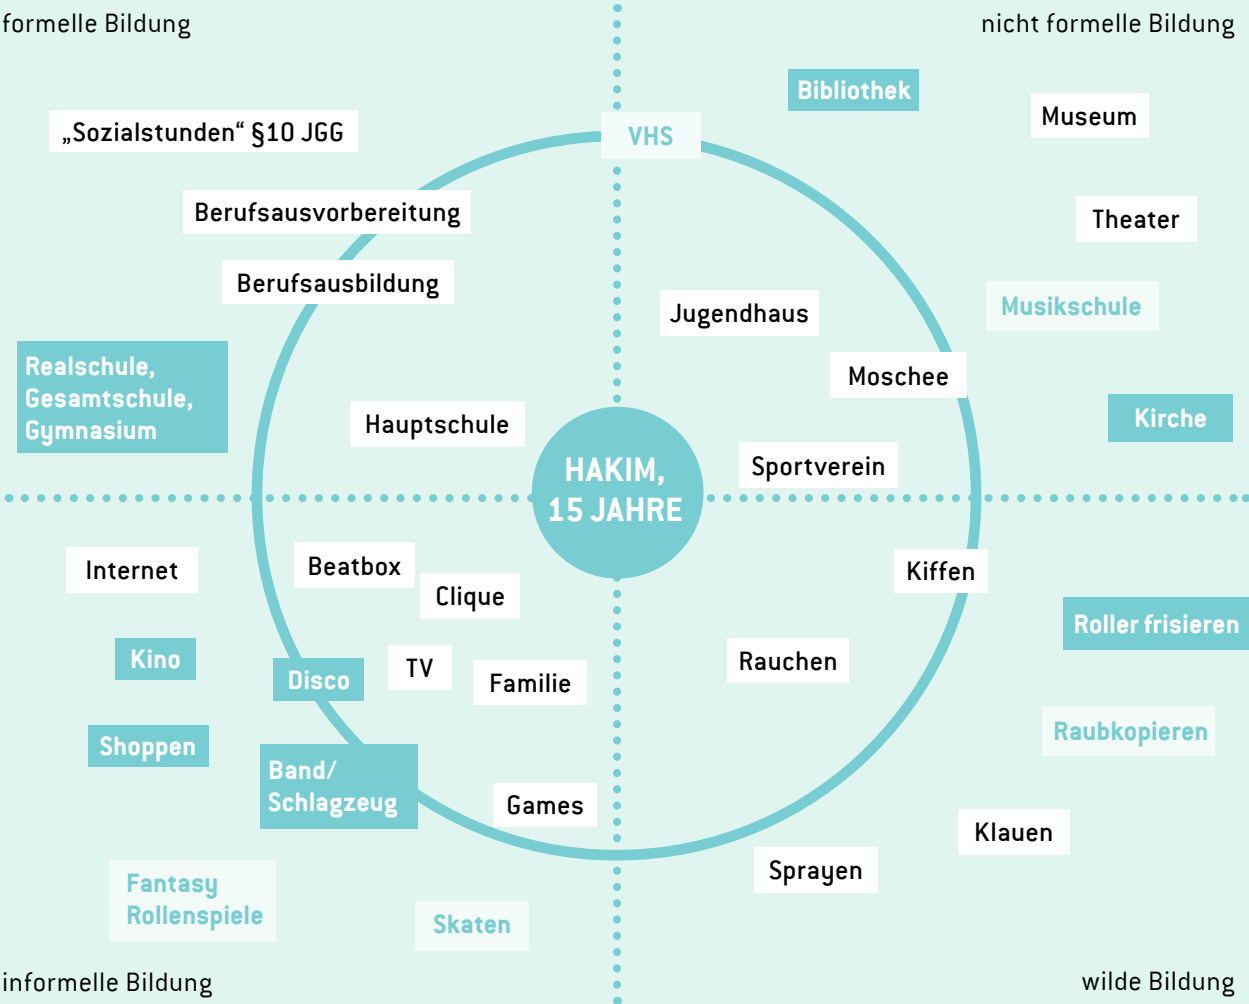 formelle Bildung
nicht formelle Bildung
Bibliothek
Museum
„Sozialstunden“ §10 JGG
VHS
Berufsausvorbereitung
Theater
Berufsausbildung
Musikschule
Jugendhaus
Realschule,
Gesamtschule,
Gymnasium
Moschee
Hauptschule
Kirche
Sportverein
HAKIM,
15 JAHRE
Internet
Beatbox
Clique
Kiffen
Roller frisieren
Kino
Disco
TV
Familie
Rauchen
Shoppen
Raubkopieren
Band/
Schlagzeug
Games
Klauen
Sprayen
Fantasy
Rollenspiele
Skaten
informelle Bildung
wilde Bildung